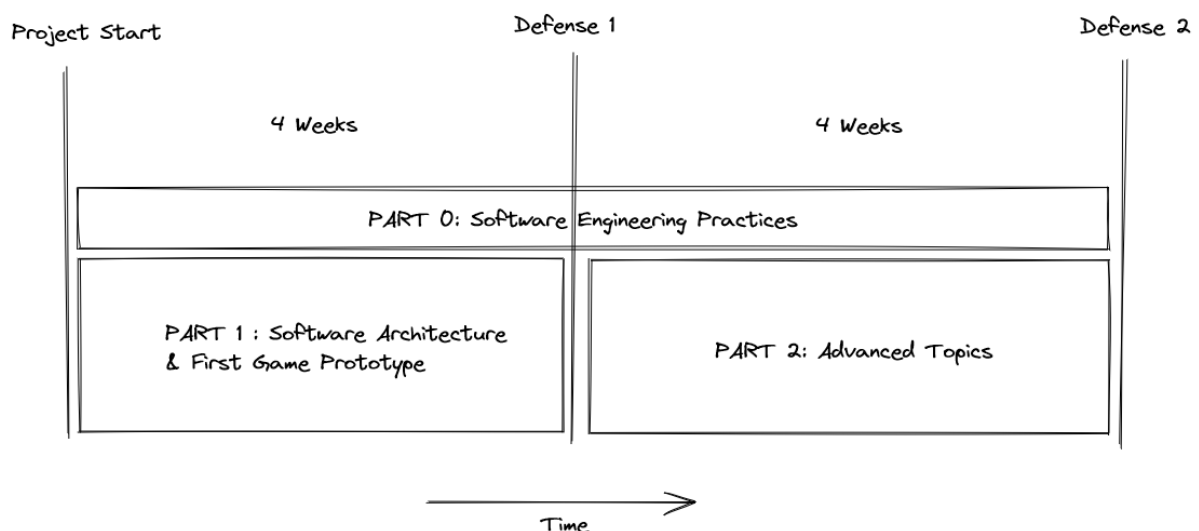 Project Start
Defense 1
Defense 2
4 Weeks
4 Weeks
PART 0: Software Engineering Practices
PART 1 : Software Architecture
& First Game Prototype
PART 2: Advanced Topics
Time